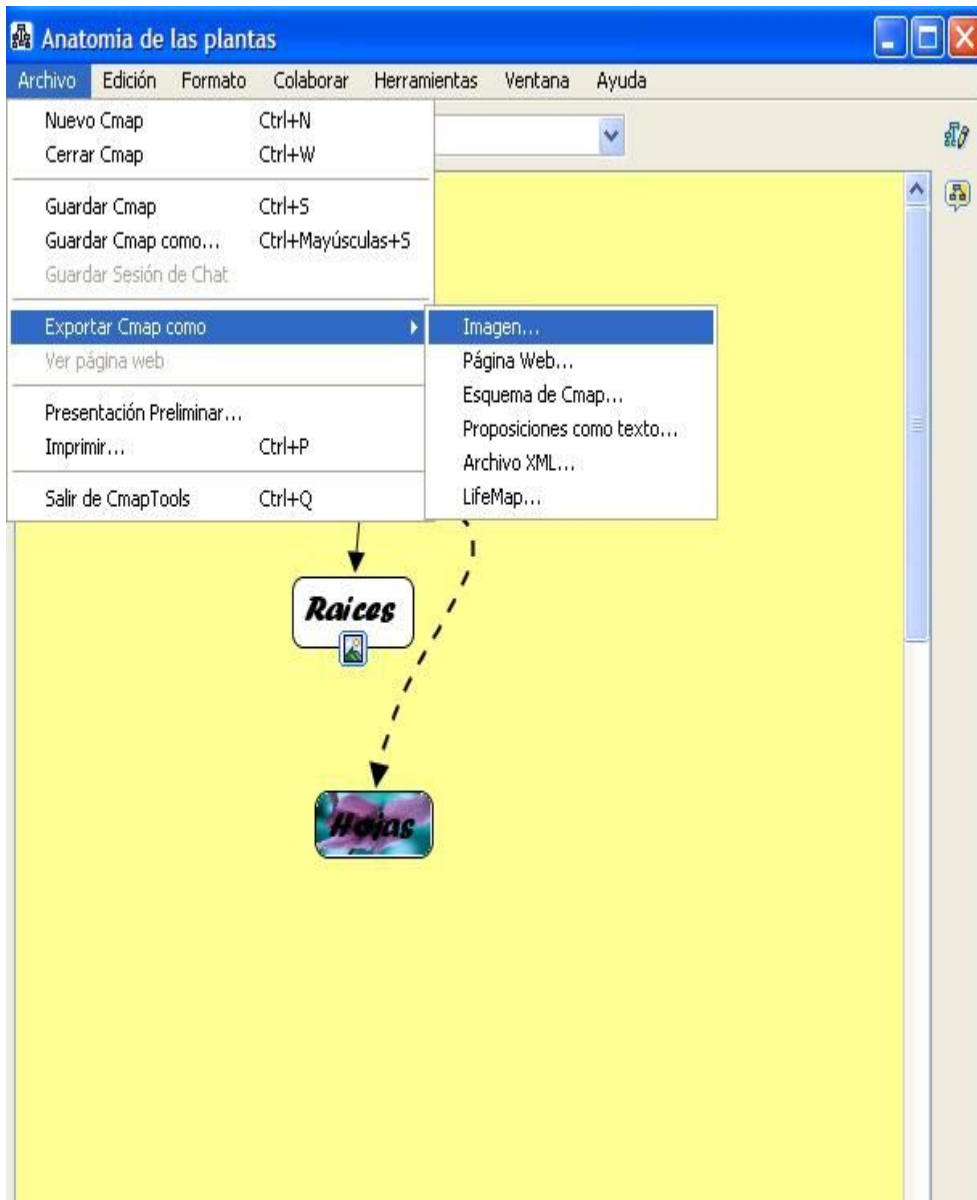 Anatomia de las plantas
Archivo Edición Formato Colaborar Herramientas Ventana Ayuda
Nuevo Cmap Ctrl+N
Cerrar Cmap Ctrl+W
Guardar Cmap Ctrl+S
Guardar Cmap como... Ctrl+Mayúsculas+S
Guardar Sesión de Chat
Exportar Cmap como
Ver página web
Presentación Preliminar...
Imprimir... Ctrl+P
Salir de CmapTools Ctrl+Q
Imagen...
Página Web...
Esquema de Cmap...
Proposiciones como texto...
Archivo XML...
LifeMap...
Raices
Hojas